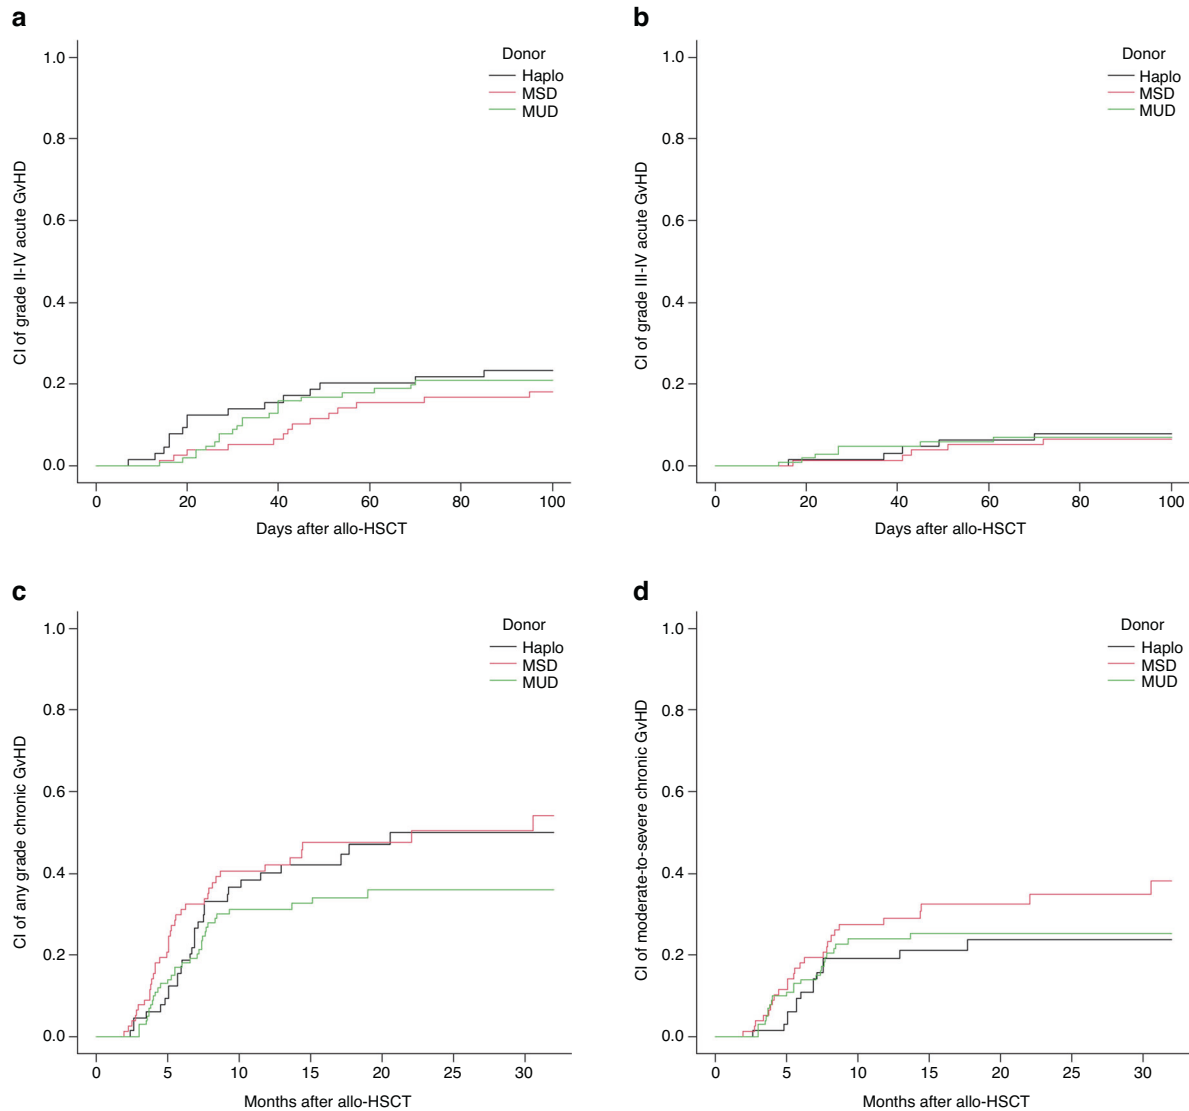 a
Donor
Haplo
MSD
MUD
CI of grade II-IV acute GvHD
1.0
0.8
0.6
0.4
0.2
0.0
0 20 40 60 80 100
Days after allo-HSCT
b
Donor
Haplo
MSD
MUD
CI of grade III-IV acute GvHD
1.0
0.8
0.6
0.4
0.2
0.0
0 20 40 60 80 100
Days after allo-HSCT
c
Donor
Haplo
MSD
MUD
CI of any grade chronic GvHD
1.0
0.8
0.6
0.4
0.2
0.0
0 5 10 15 20 25 30
Months after allo-HSCT
d
Donor
Haplo
MSD
MUD
CI of moderate-to-severe chronic GvHD
1.0
0.8
0.6
0.4
0.2
0.0
0 5 10 15 20 25 30
Months after allo-HSCT